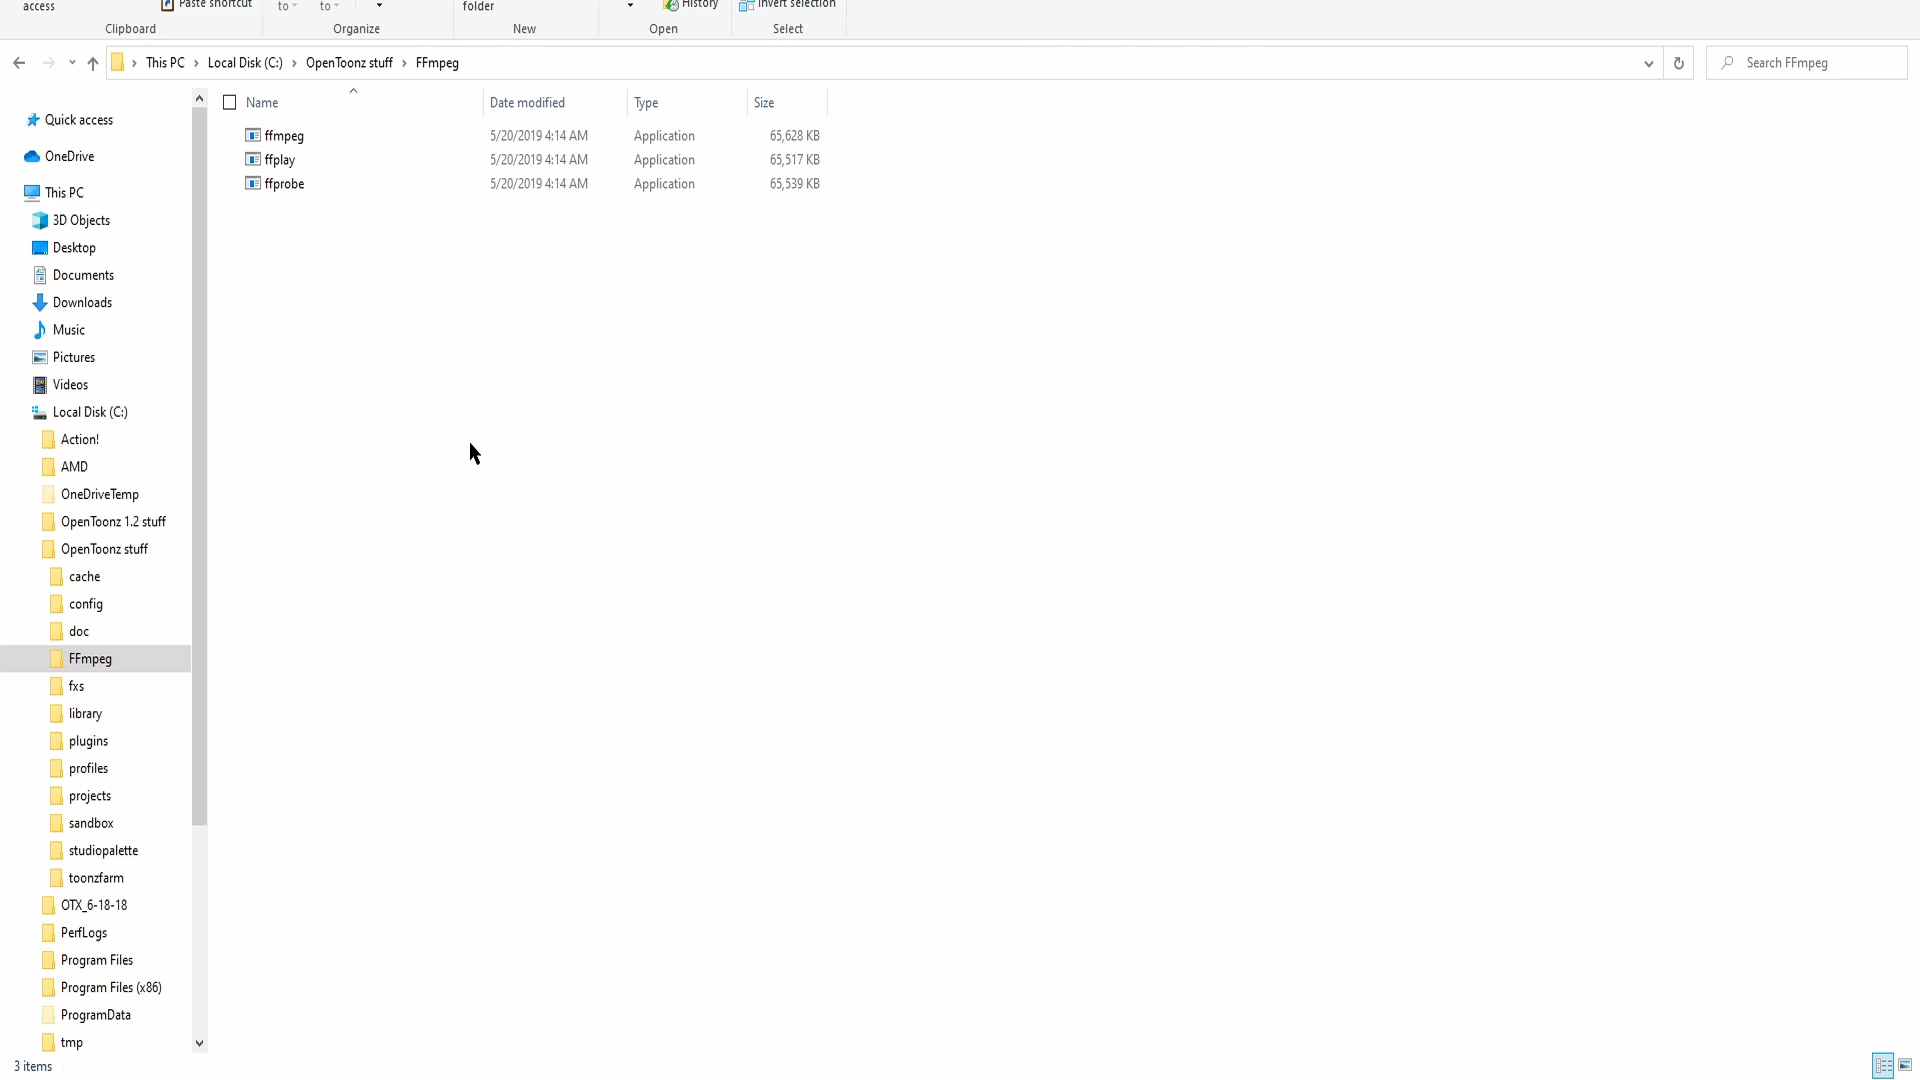 access
Paste shortcut
to
to
folder
History
Invert selection
Clipboard
Organize
New
Open
Select
This PC
Local Disk (C:)
OpenToonz stuff
FFmpeg
Search FFmpeg
Name
Date modified
Type
Size
ffmpeg 5/20/2019 4:14 AM Application 65,628 KB
ffplay 5/20/2019 4:14 AM Application 65,517 KB
ffprobe 5/20/2019 4:14 AM Application 65,539 KB
Quick access
OneDrive
This PC
3D Objects
Desktop
Documents
Downloads
Music
Pictures
Videos
Local Disk (C:)
Action!
AMD
OneDriveTemp
OpenToonz 1.2 stuff
OpenToonz stuff
cache
config
doc
FFmpeg
fxs
library
plugins
profiles
projects
sandbox
studiopalette
toonzfarm
OTX_6-18-18
PerfLogs
Program Files
Program Files (x86)
ProgramData
tmp
3 items